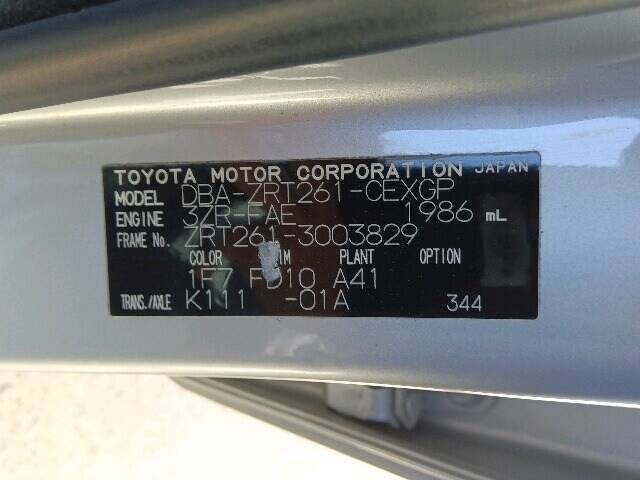 TOYOTA MOTOR CORPORATION JAPAN
MODEL DBA-ZRT261-CEXGP
ENGINE 3ZR-FAE 1986 mL
FRAME No. ZRT261-3003829
COLOR PLANT OPTION
1F7 FD10 A41
TRANS./AXLE K111 -01A 344